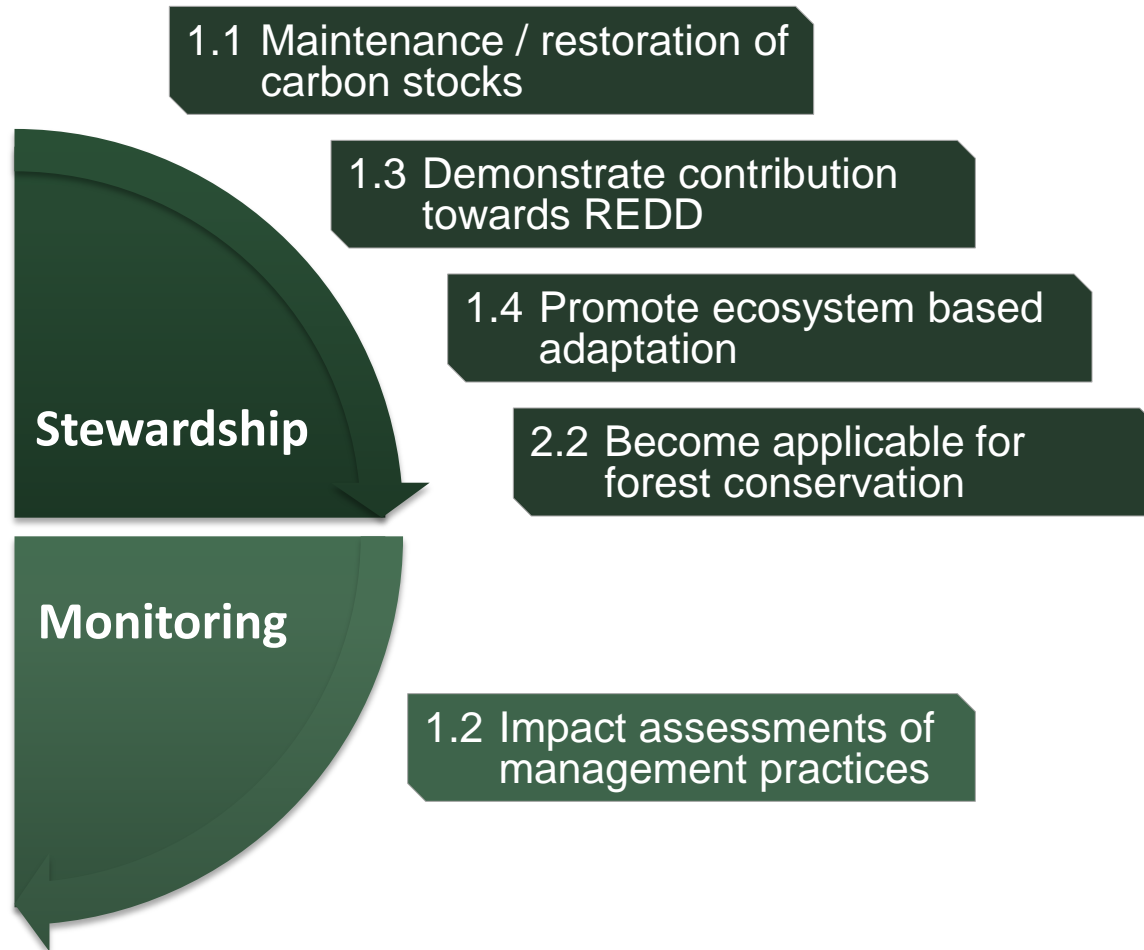 1.1 Maintenance / restoration of
carbon stocks
1.3 Demonstrate contribution
towards REDD
1.4 Promote ecosystem based
adaptation
Stewardship
2.2 Become applicable for
forest conservation
Monitoring
1.2 Impact assessments of
management practices